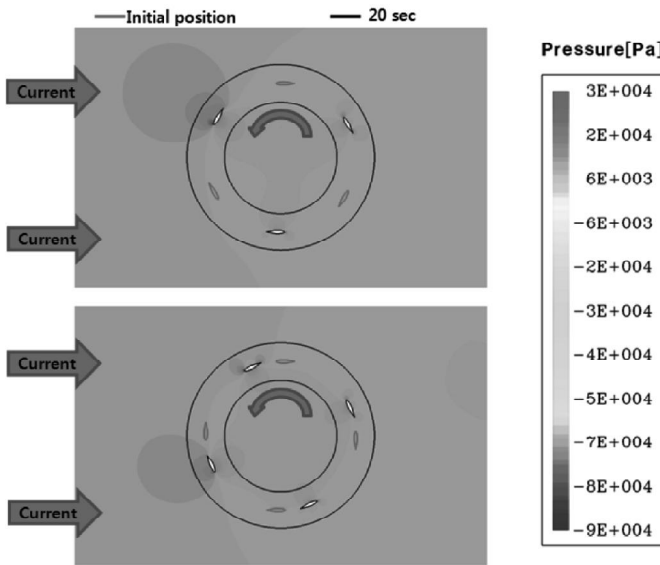 Initial position
20 sec
Current
Current
Current
Current
Pressure[Pa]
3E+004
2E+004
6E+003
-6E+003
-2E+004
-3E+004
-4E+004
-5E+004
-7E+004
-8E+004
-9E+004